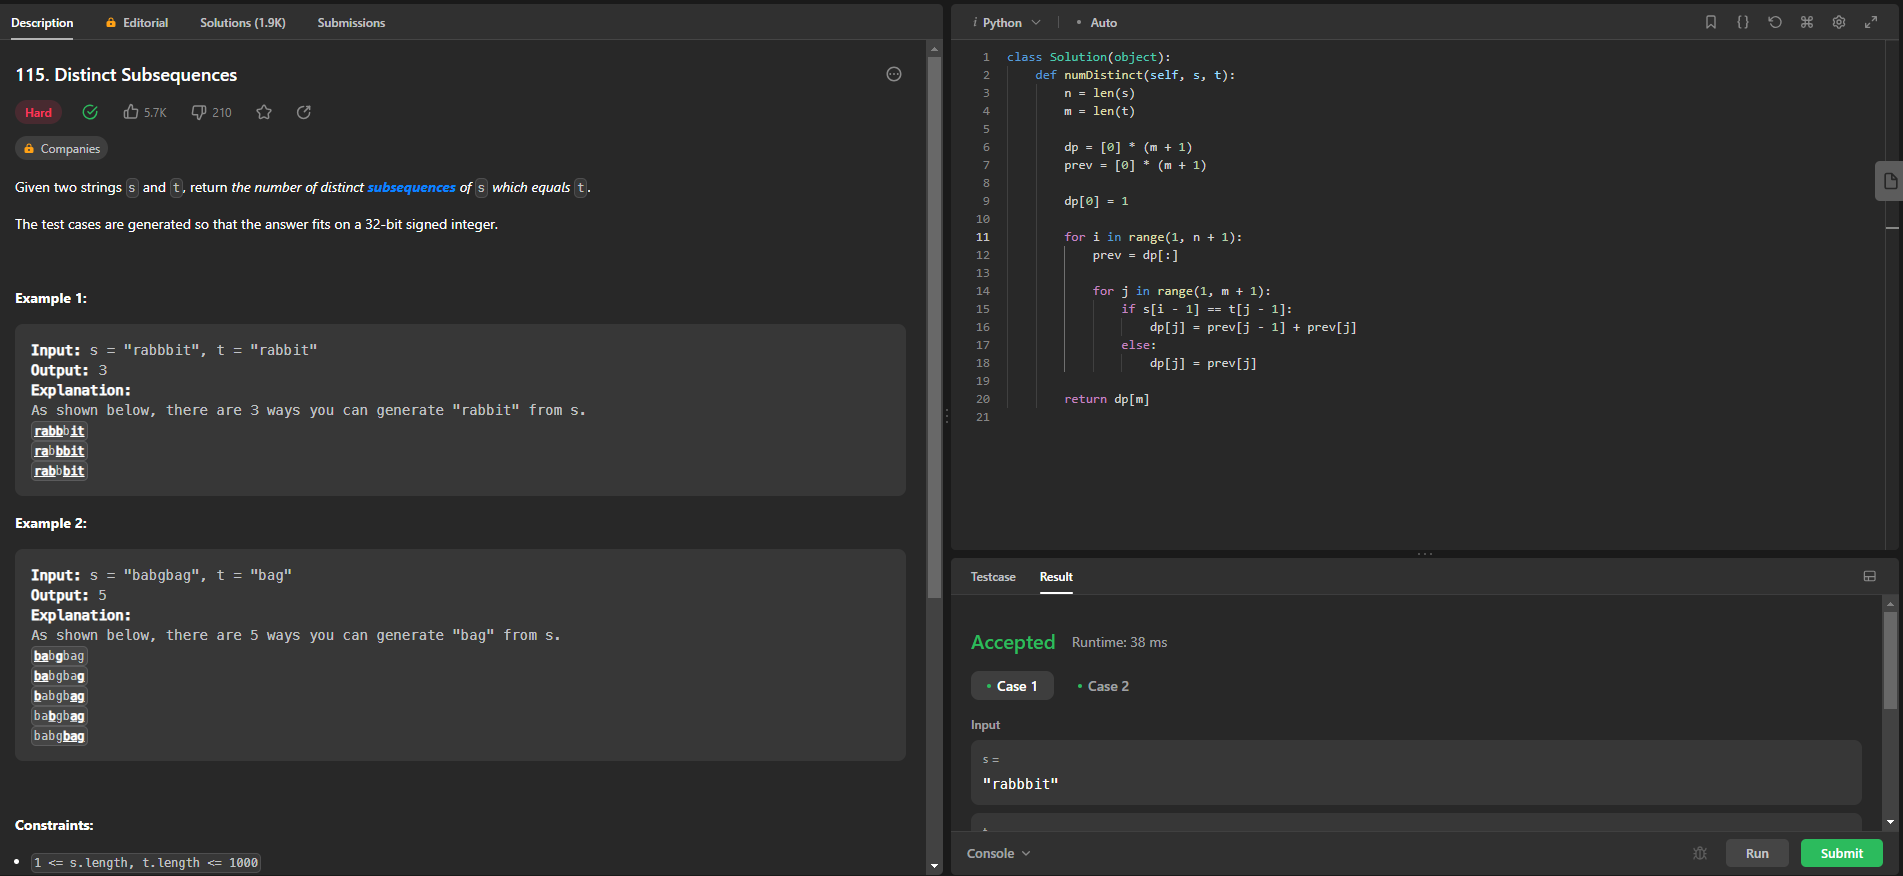 Description
Editorial
Solutions (1.9K)
Submissions
115. Distinct Subsequences
Hard
5.7K
210
Companies
Given two strings s and t, return the number of distinct subsequences of s which equals t.
The test cases are generated so that the answer fits on a 32-bit signed integer.
Example 1:
Input: s = "rabbbit", t = "rabbit"
Output: 3
Explanation:
As shown below, there are 3 ways you can generate "rabbit" from s.
rabbbit
rabbbit
rabbbit
Example 2:
Input: s = "babgbag", t = "bag"
Output: 5
Explanation:
As shown below, there are 5 ways you can generate "bag" from s.
babgbag
babgbag
babgbag
babgbag
babgbag
Constraints:
• 1 <= s.length, t.length <= 1000
i Python
• Auto
1 class Solution(object):
2 def numDistinct(self, s, t):
3 n = len(s)
4 m = len(t)
5
6 dp = [0] * (m + 1)
7 prev = [0] * (m + 1)
8
9 dp[0] = 1
10
11 for i in range(1, n + 1):
12 prev = dp[:]
13
14 for j in range(1, m + 1):
15 if s[i - 1] == t[j - 1]:
16 dp[j] = prev[j - 1] + prev[j]
17 else:
18 dp[j] = prev[j]
19
20 return dp[m]
21
Testcase
Result
Accepted
Runtime: 38 ms
• Case 1
• Case 2
Input
s =
"rabbbit"
Console
Run
Submit